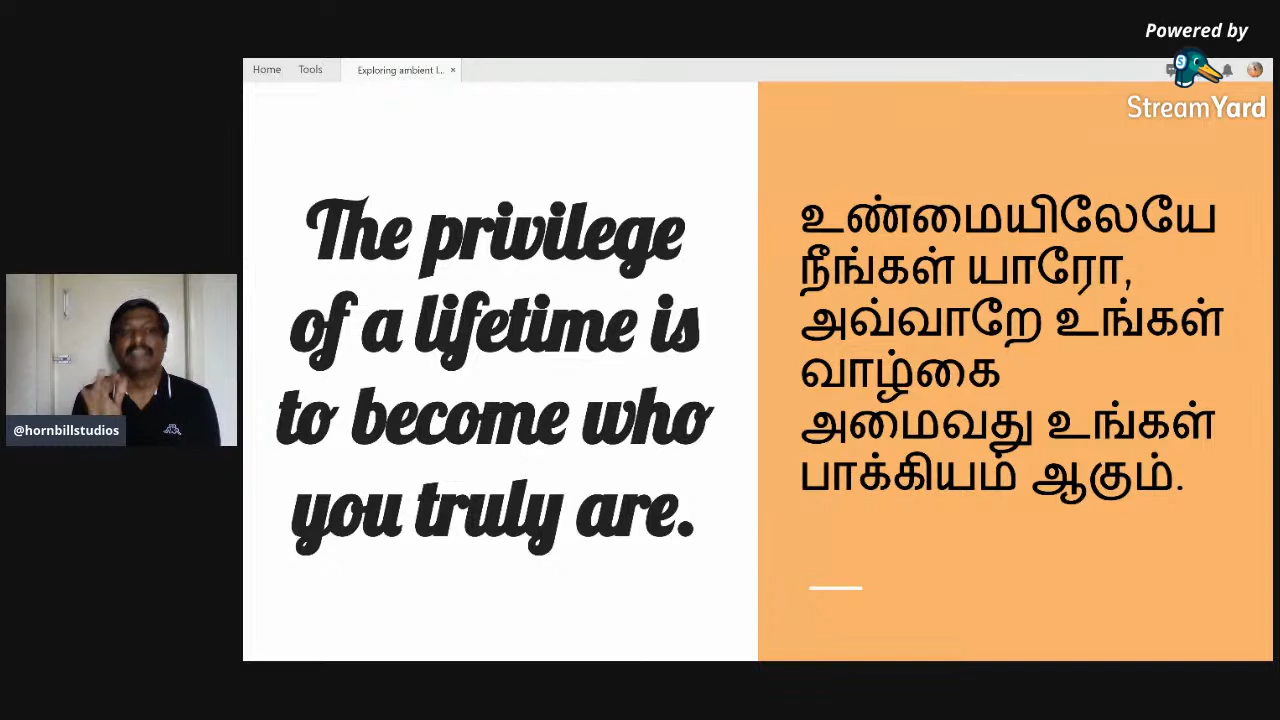 Powered by
StreamYard
Home Tools Exploring ambient l... ×
The privilege
of a lifetime is
to become who
you truly are.
உண்மையிலேயே
நீங்கள் யாரோ,
அவ்வாறே உங்கள்
வாழ்கை
அமைவது உங்கள்
பாக்கியம் ஆகும்.
@hornbillstudios